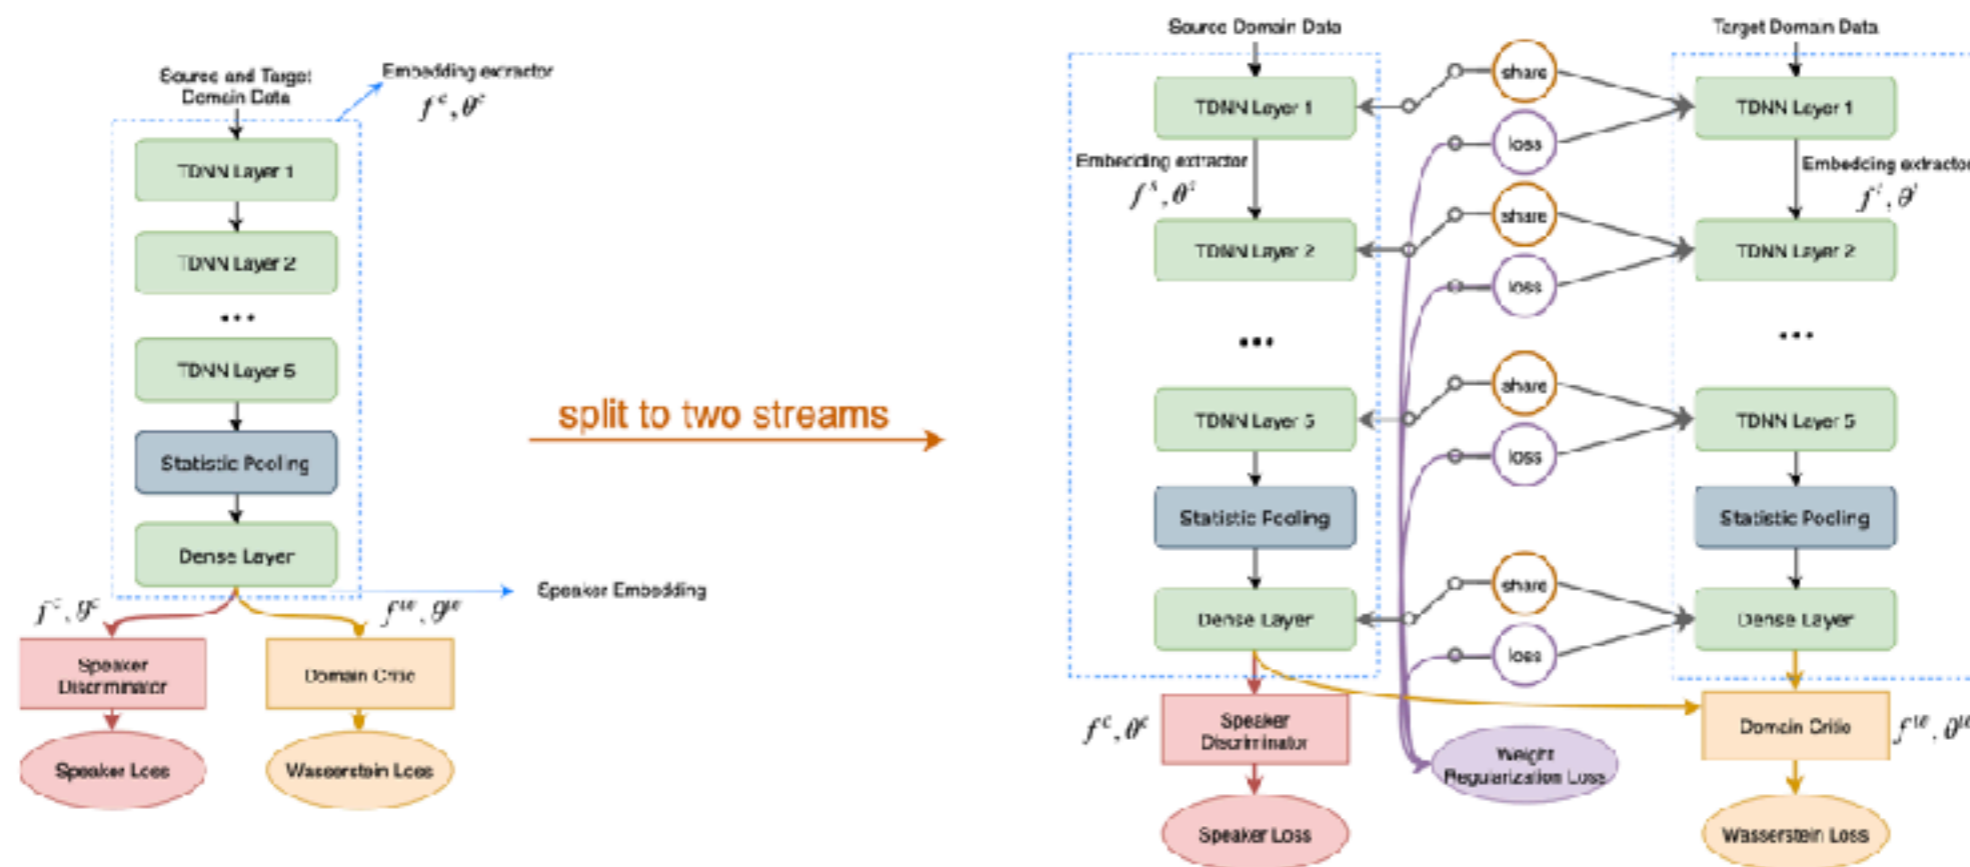 Source and Target
Domain Data
Embedding extractor
TDNN Layer 1
TDNN Layer 2
...
TDNN Layer 5
Statistic Pooling
Dense Layer
Speaker Embedding
Speaker
Discriminator
Domain Critic
Speaker Loss
Wasserstein Loss
split to two streams
Source Domain Data
TDNN Layer 1
Embedding extractor
TDNN Layer 2
...
TDNN Layer 5
Statistic Pooling
Dense Layer
f^c, θ^c
Speaker
Discriminator
Speaker Loss
share
loss
share
loss
share
loss
share
loss
Weight
Regularization Loss
Target Domain Data
TDNN Layer 1
Embedding extractor
TDNN Layer 2
...
TDNN Layer 5
Statistic Pooling
Dense Layer
Domain Critic
Wasserstein Loss